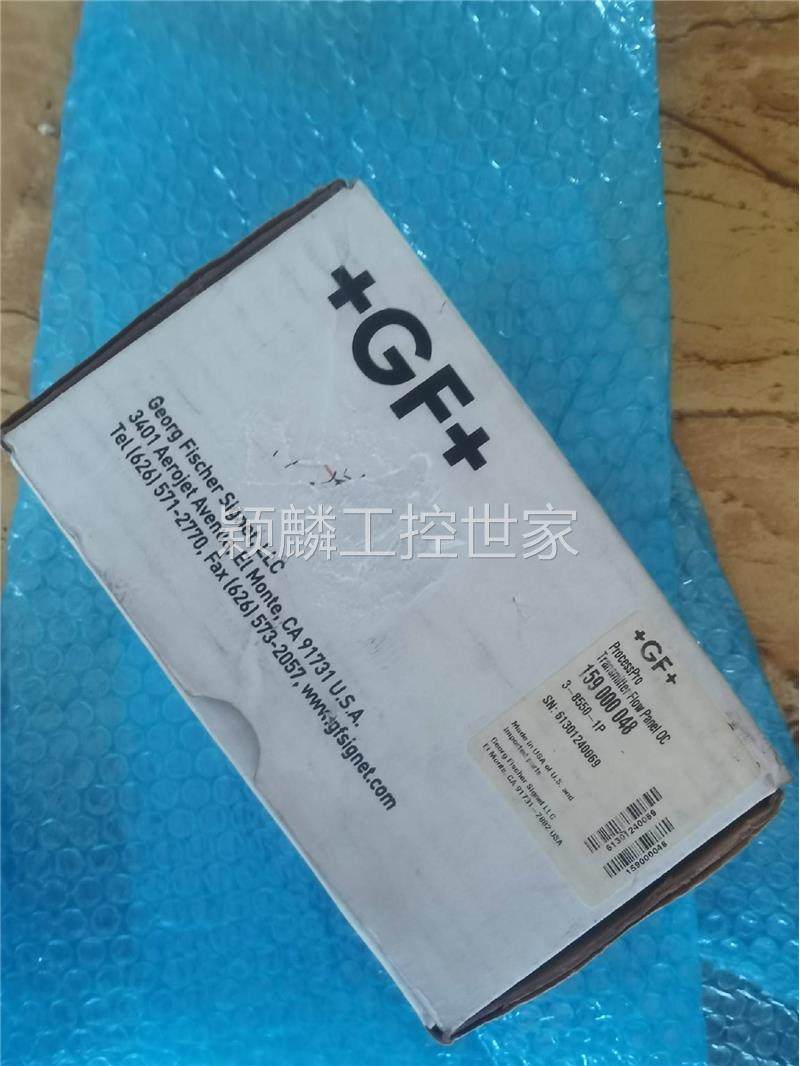 +GF+
Georg Fischer Signet LLC
3401 Aerojet Avenue, El Monte, CA 91731 U.S.A.
Tel (626) 571-2770, Fax (626) 573-2057, www.gfsignet.com
颖麟工控世家
+GF+
ProcessPro
Transmitter Flow Panel OC
159 000 048
3-8550-1P
SN: 61301240069
Made in USA of U.S. and
imported parts
Georg Fischer Signet LLC
El Monte, CA 91731-2092 USA
61301240069
159000048